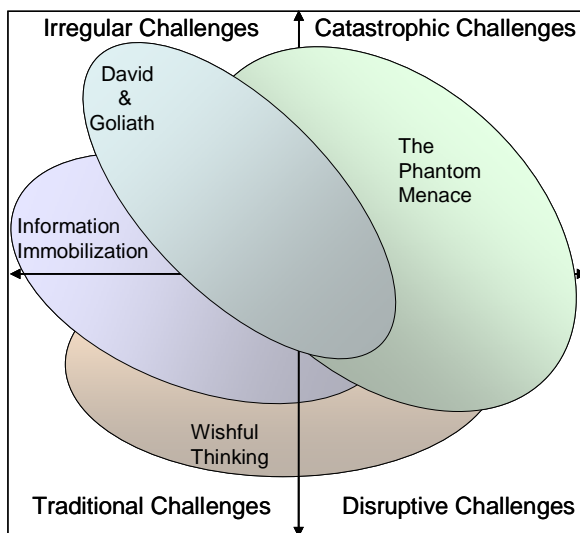 Irregular Challenges
Catastrophic Challenges
David
&
Goliath
The
Phantom
Menace
Information
Immobilization
Wishful
Thinking
Traditional Challenges
Disruptive Challenges